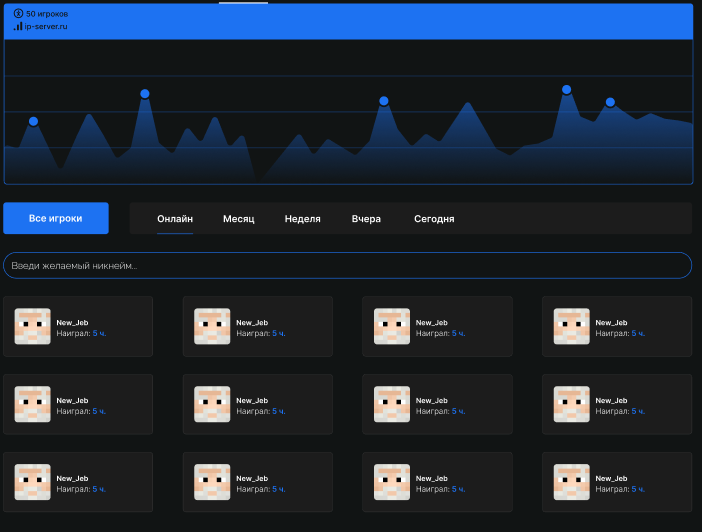 50 игроков
ip-server.ru
Все игроки
Онлайн Месяц Неделя Вчера Сегодня
Введи желаемый никнейм...
New_Jeb New_Jeb New_Jeb New_Jeb
Наиграл: 5 ч. Наиграл: 5 ч. Наиграл: 5 ч. Наиграл: 5 ч.
New_Jeb New_Jeb New_Jeb New_Jeb
Наиграл: 5 ч. Наиграл: 5 ч. Наиграл: 5 ч. Наиграл: 5 ч.
New_Jeb New_Jeb New_Jeb New_Jeb
Наиграл: 5 ч. Наиграл: 5 ч. Наиграл: 5 ч. Наиграл: 5 ч.